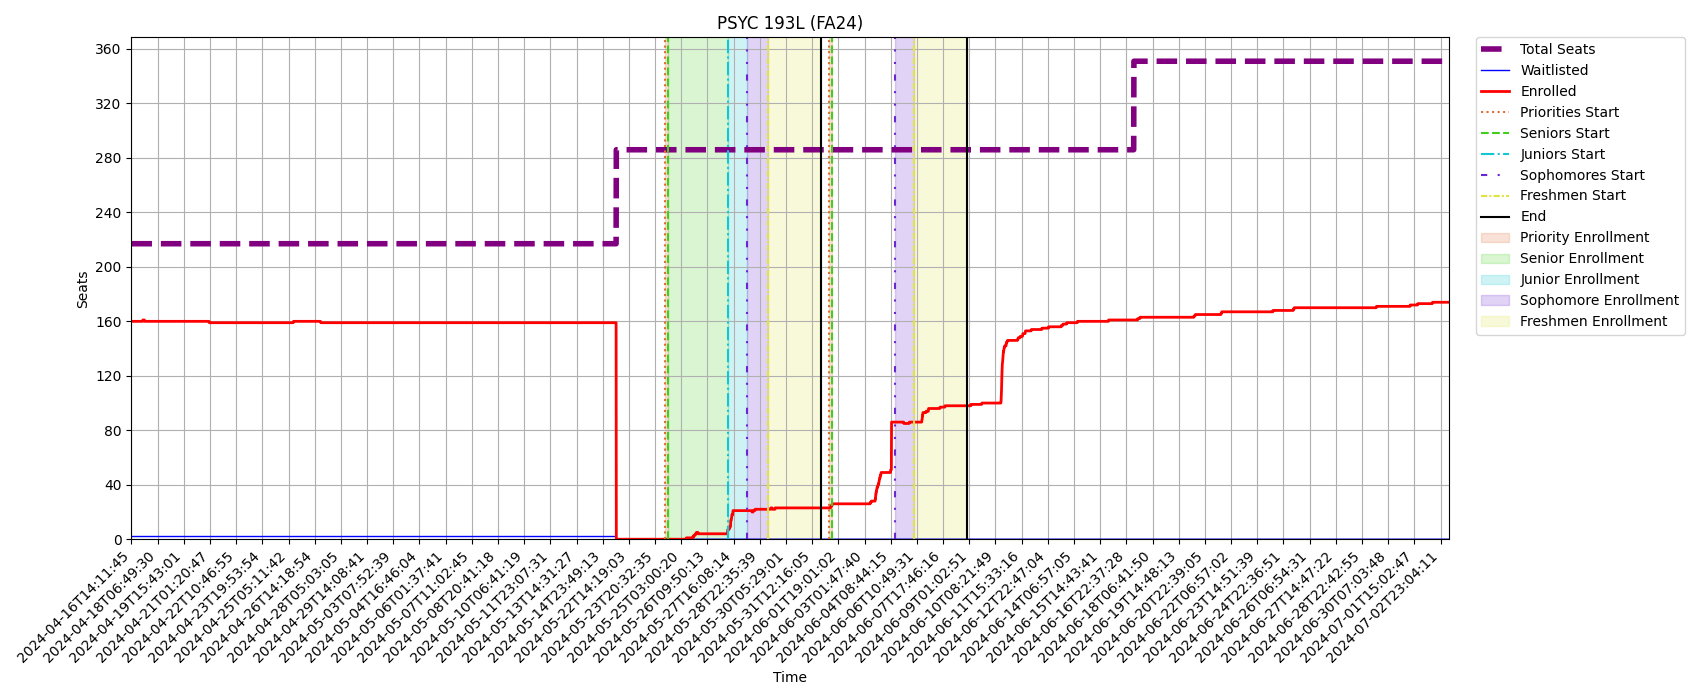 PSYC 193L (FA24)
Seats
360
320
280
240
200
160
120
80
40
0
2024-04-16T14:11:45
2024-04-18T06:49:30
2024-04-19T15:43:01
2024-04-21T01:20:47
2024-04-22T10:46:55
2024-04-23T19:53:54
2024-04-25T05:11:42
2024-04-26T14:18:54
2024-04-28T05:03:05
2024-04-29T14:08:41
2024-05-03T07:52:39
2024-05-04T16:46:04
2024-05-06T01:37:41
2024-05-07T11:02:45
2024-05-08T20:41:18
2024-05-10T06:41:19
2024-05-11T23:07:31
2024-05-13T14:31:27
2024-05-14T23:49:13
2024-05-22T14:19:03
2024-05-23T20:32:35
2024-05-25T03:00:20
2024-05-26T09:50:13
2024-05-27T16:08:14
2024-05-28T22:35:39
2024-05-30T05:29:01
2024-05-31T12:16:05
2024-06-01T19:01:02
2024-06-03T01:47:40
2024-06-04T08:44:15
2024-06-06T10:49:31
2024-06-07T17:46:16
2024-06-09T01:02:51
2024-06-10T08:21:49
2024-06-11T15:33:16
2024-06-12T22:47:04
2024-06-14T06:57:05
2024-06-15T14:43:41
2024-06-16T22:37:28
2024-06-18T06:41:50
2024-06-19T14:48:13
2024-06-20T22:39:05
2024-06-22T06:57:02
2024-06-23T14:51:39
2024-06-24T22:36:51
2024-06-26T06:54:31
2024-06-27T14:47:22
2024-06-28T22:42:55
2024-06-30T07:03:48
2024-07-01T15:02:47
2024-07-02T23:04:11
Time
Total Seats
Waitlisted
Enrolled
Priorities Start
Seniors Start
Juniors Start
Sophomores Start
Freshmen Start
End
Priority Enrollment
Senior Enrollment
Junior Enrollment
Sophomore Enrollment
Freshmen Enrollment